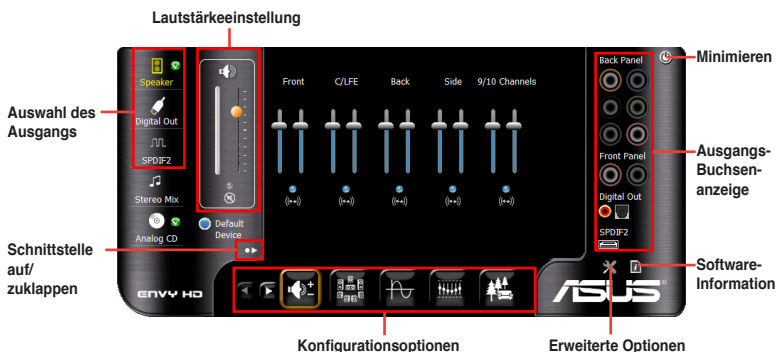 Lautstärkeeinstellung
Minimieren
Auswahl des
Ausgangs
Speaker
Digital Out
SPDIF2
Stereo Mix
Analog CD
Default
Device
Front
C/LFE
Back
Side
9/10 Channels
Back Panel
Front Panel
Digital Out
SPDIF2
Ausgangs-
Buchsen-
anzeige
Schnittstelle
auf/
zuklappen
ENVY HD
ASUS
Software-
Information
Konfigurationsoptionen
Erweiterte Optionen